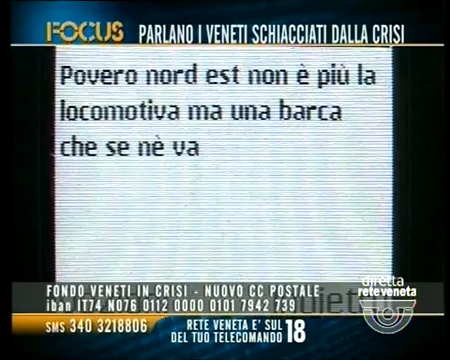 FOCUS PARLANO I VENETI SCHIACCIATI DALLA CRISI
Povero nord est non è più la
locomotiva ma una barca
che se nè va
FONDO VENETI IN CRISI - NUOVO CC POSTALE
iban IT74 N076 0112 0000 0101 7942 739
diretta
reteveneta
SMS 340 3218806
RETE VENETA E' SUL
DEL TUO TELECOMANDO 18